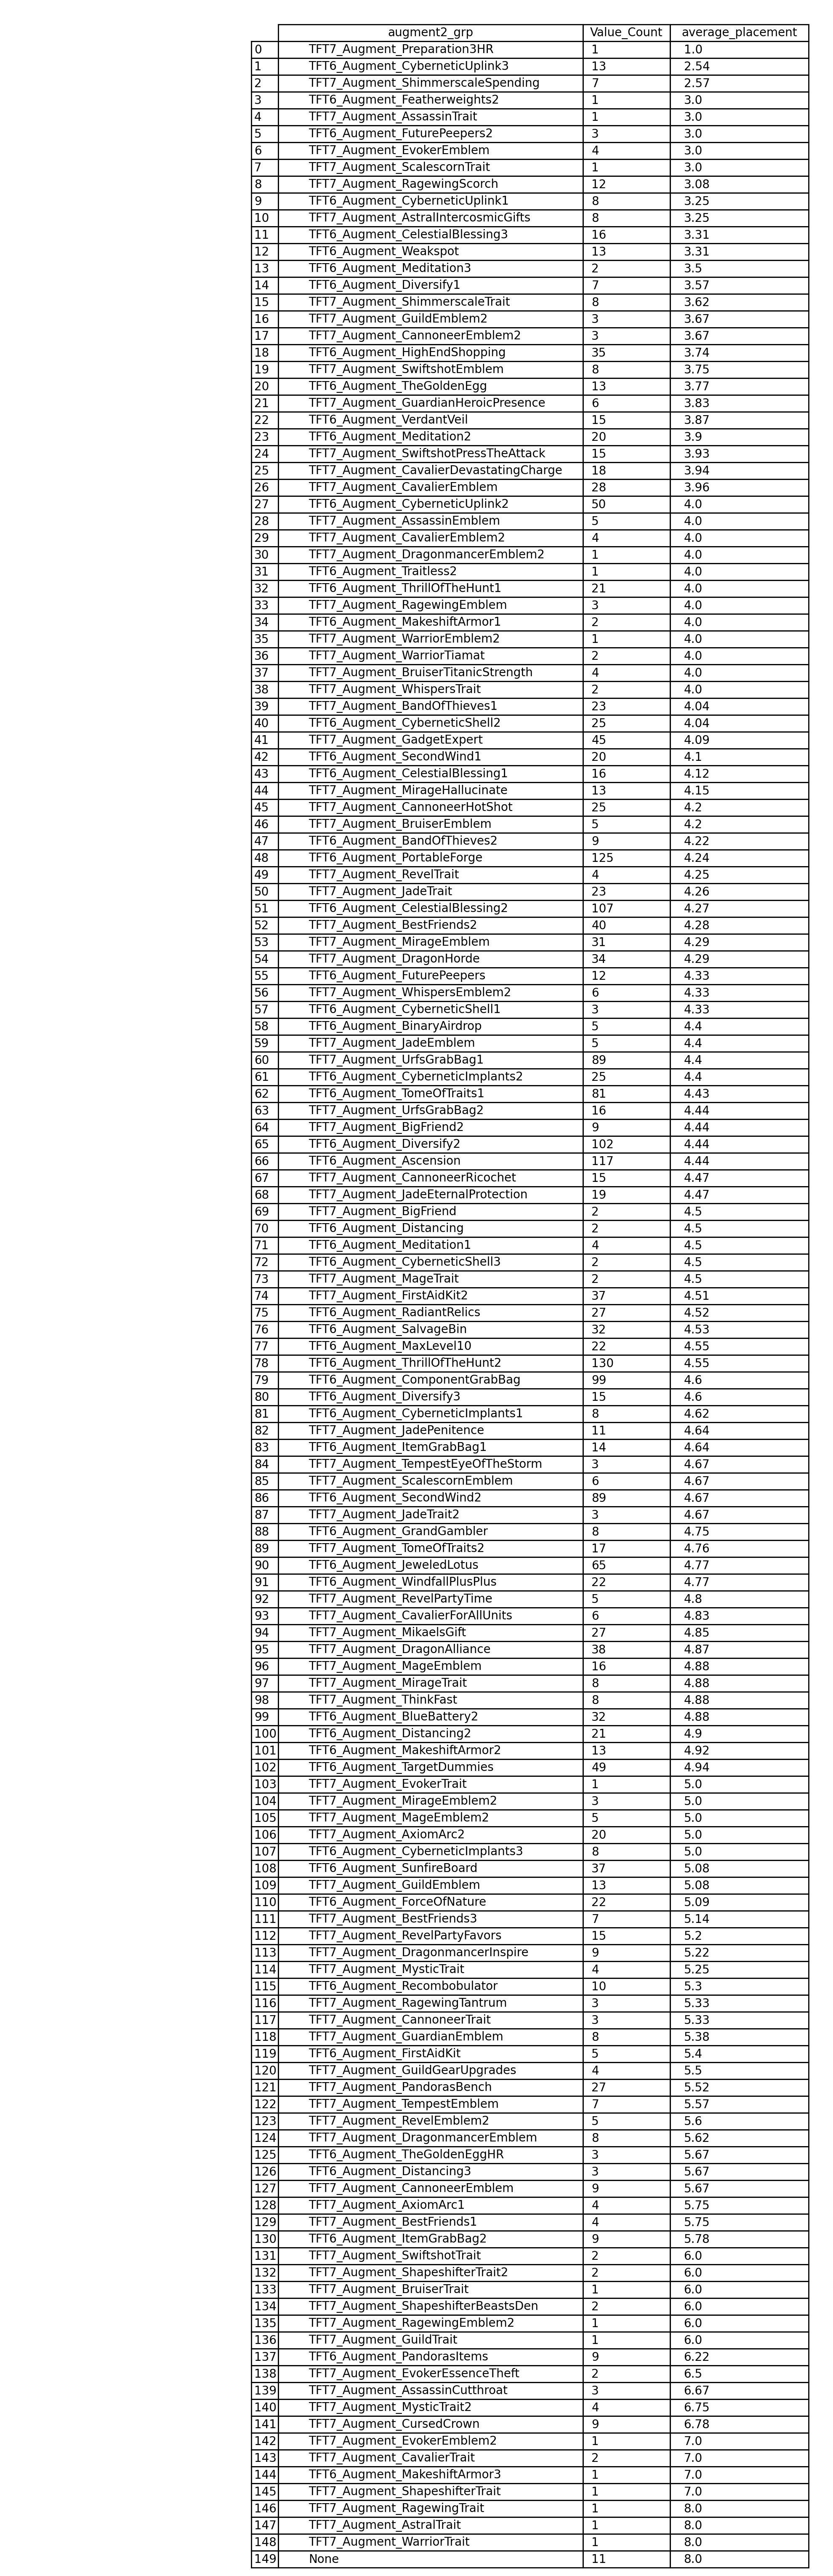 augment2_grp Value_Count average_placement
0 TFT7_Augment_Preparation3HR 1 1.0
1 TFT6_Augment_CyberneticUplink3 13 2.54
2 TFT7_Augment_ShimmerscaleSpending 7 2.57
3 TFT6_Augment_Featherweights2 1 3.0
4 TFT7_Augment_AssassinTrait 1 3.0
5 TFT6_Augment_FuturePeepers2 3 3.0
6 TFT7_Augment_EvokerEmblem 4 3.0
7 TFT7_Augment_ScalescornTrait 1 3.0
8 TFT7_Augment_RagewingScorch 12 3.08
9 TFT6_Augment_CyberneticUplink1 8 3.25
10 TFT7_Augment_AstralIntercosmicGifts 8 3.25
11 TFT6_Augment_CelestialBlessing3 16 3.31
12 TFT6_Augment_Weakspot 13 3.31
13 TFT6_Augment_Meditation3 2 3.5
14 TFT6_Augment_Diversify1 7 3.57
15 TFT7_Augment_ShimmerscaleTrait 8 3.62
16 TFT7_Augment_GuildEmblem2 3 3.67
17 TFT7_Augment_CannoneerEmblem2 3 3.67
18 TFT6_Augment_HighEndShopping 35 3.74
19 TFT7_Augment_SwiftshotEmblem 8 3.75
20 TFT6_Augment_TheGoldenEgg 13 3.77
21 TFT7_Augment_GuardianHeroicPresence 6 3.83
22 TFT6_Augment_VerdantVeil 15 3.87
23 TFT6_Augment_Meditation2 20 3.9
24 TFT7_Augment_SwiftshotPressTheAttack 15 3.93
25 TFT7_Augment_CavalierDevastatingCharge 18 3.94
26 TFT7_Augment_CavalierEmblem 28 3.96
27 TFT6_Augment_CyberneticUplink2 50 4.0
28 TFT7_Augment_AssassinEmblem 5 4.0
29 TFT7_Augment_CavalierEmblem2 4 4.0
30 TFT7_Augment_DragonmancerEmblem2 1 4.0
31 TFT6_Augment_Traitless2 1 4.0
32 TFT6_Augment_ThrillOfTheHunt1 21 4.0
33 TFT7_Augment_RagewingEmblem 3 4.0
34 TFT6_Augment_MakeshiftArmor1 2 4.0
35 TFT7_Augment_WarriorEmblem2 1 4.0
36 TFT7_Augment_WarriorTiamat 2 4.0
37 TFT7_Augment_BruiserTitanicStrength 4 4.0
38 TFT7_Augment_WhispersTrait 2 4.0
39 TFT7_Augment_BandOfThieves1 23 4.04
40 TFT6_Augment_CyberneticShell2 25 4.04
41 TFT7_Augment_GadgetExpert 45 4.09
42 TFT6_Augment_SecondWind1 20 4.1
43 TFT6_Augment_CelestialBlessing1 16 4.12
44 TFT7_Augment_MirageHallucinate 13 4.15
45 TFT7_Augment_CannoneerHotShot 25 4.2
46 TFT7_Augment_BruiserEmblem 5 4.2
47 TFT6_Augment_BandOfThieves2 9 4.22
48 TFT6_Augment_PortableForge 125 4.24
49 TFT7_Augment_RevelTrait 4 4.25
50 TFT7_Augment_JadeTrait 23 4.26
51 TFT6_Augment_CelestialBlessing2 107 4.27
52 TFT7_Augment_BestFriends2 40 4.28
53 TFT7_Augment_MirageEmblem 31 4.29
54 TFT7_Augment_DragonHorde 34 4.29
55 TFT6_Augment_FuturePeepers 12 4.33
56 TFT7_Augment_WhispersEmblem2 6 4.33
57 TFT6_Augment_CyberneticShell1 3 4.33
58 TFT6_Augment_BinaryAirdrop 5 4.4
59 TFT7_Augment_JadeEmblem 5 4.4
60 TFT7_Augment_UrfsGrabBag1 89 4.4
61 TFT6_Augment_CyberneticImplants2 25 4.4
62 TFT6_Augment_TomeOfTraits1 81 4.43
63 TFT7_Augment_UrfsGrabBag2 16 4.44
64 TFT7_Augment_BigFriend2 9 4.44
65 TFT6_Augment_Diversify2 102 4.44
66 TFT6_Augment_Ascension 117 4.44
67 TFT7_Augment_CannoneerRicochet 15 4.47
68 TFT7_Augment_JadeEternalProtection 19 4.47
69 TFT7_Augment_BigFriend 2 4.5
70 TFT6_Augment_Distancing 2 4.5
71 TFT6_Augment_Meditation1 4 4.5
72 TFT6_Augment_CyberneticShell3 2 4.5
73 TFT7_Augment_MageTrait 2 4.5
74 TFT7_Augment_FirstAidKit2 37 4.51
75 TFT6_Augment_RadiantRelics 27 4.52
76 TFT6_Augment_SalvageBin 32 4.53
77 TFT6_Augment_MaxLevel10 22 4.55
78 TFT6_Augment_ThrillOfTheHunt2 130 4.55
79 TFT6_Augment_ComponentGrabBag 99 4.6
80 TFT6_Augment_Diversify3 15 4.6
81 TFT6_Augment_CyberneticImplants1 8 4.62
82 TFT7_Augment_JadePenitence 11 4.64
83 TFT6_Augment_ItemGrabBag1 14 4.64
84 TFT7_Augment_TempestEyeOfTheStorm 3 4.67
85 TFT7_Augment_ScalescornEmblem 6 4.67
86 TFT6_Augment_SecondWind2 89 4.67
87 TFT7_Augment_JadeTrait2 3 4.67
88 TFT6_Augment_GrandGambler 8 4.75
89 TFT7_Augment_TomeOfTraits2 17 4.76
90 TFT6_Augment_JeweledLotus 65 4.77
91 TFT6_Augment_WindfallPlusPlus 22 4.77
92 TFT7_Augment_RevelPartyTime 5 4.8
93 TFT7_Augment_CavalierForAllUnits 6 4.83
94 TFT7_Augment_MikaelsGift 27 4.85
95 TFT7_Augment_DragonAlliance 38 4.87
96 TFT7_Augment_MageEmblem 16 4.88
97 TFT7_Augment_MirageTrait 8 4.88
98 TFT7_Augment_ThinkFast 8 4.88
99 TFT6_Augment_BlueBattery2 32 4.88
100 TFT6_Augment_Distancing2 21 4.9
101 TFT6_Augment_MakeshiftArmor2 13 4.92
102 TFT6_Augment_TargetDummies 49 4.94
103 TFT7_Augment_EvokerTrait 1 5.0
104 TFT7_Augment_MirageEmblem2 3 5.0
105 TFT7_Augment_MageEmblem2 5 5.0
106 TFT7_Augment_AxiomArc2 20 5.0
107 TFT6_Augment_CyberneticImplants3 8 5.0
108 TFT6_Augment_SunfireBoard 37 5.08
109 TFT7_Augment_GuildEmblem 13 5.08
110 TFT6_Augment_ForceOfNature 22 5.09
111 TFT7_Augment_BestFriends3 7 5.14
112 TFT7_Augment_RevelPartyFavors 15 5.2
113 TFT7_Augment_DragonmancerInspire 9 5.22
114 TFT7_Augment_MysticTrait 4 5.25
115 TFT6_Augment_Recombobulator 10 5.3
116 TFT7_Augment_RagewingTantrum 3 5.33
117 TFT7_Augment_CannoneerTrait 3 5.33
118 TFT7_Augment_GuardianEmblem 8 5.38
119 TFT6_Augment_FirstAidKit 5 5.4
120 TFT7_Augment_GuildGearUpgrades 4 5.5
121 TFT7_Augment_PandorasBench 27 5.52
122 TFT7_Augment_TempestEmblem 7 5.57
123 TFT7_Augment_RevelEmblem2 5 5.6
124 TFT7_Augment_DragonmancerEmblem 8 5.62
125 TFT6_Augment_TheGoldenEggHR 3 5.67
126 TFT6_Augment_Distancing3 3 5.67
127 TFT7_Augment_CannoneerEmblem 9 5.67
128 TFT7_Augment_AxiomArc1 4 5.75
129 TFT7_Augment_BestFriends1 4 5.75
130 TFT6_Augment_ItemGrabBag2 9 5.78
131 TFT7_Augment_SwiftshotTrait 2 6.0
132 TFT7_Augment_ShapeshifterTrait2 2 6.0
133 TFT7_Augment_BruiserTrait 1 6.0
134 TFT7_Augment_ShapeshifterBeastsDen 2 6.0
135 TFT7_Augment_RagewingEmblem2 1 6.0
136 TFT7_Augment_GuildTrait 1 6.0
137 TFT6_Augment_PandorasItems 9 6.22
138 TFT7_Augment_EvokerEssenceTheft 2 6.5
139 TFT7_Augment_AssassinCutthroat 3 6.67
140 TFT7_Augment_MysticTrait2 4 6.75
141 TFT7_Augment_CursedCrown 9 6.78
142 TFT7_Augment_EvokerEmblem2 1 7.0
143 TFT7_Augment_CavalierTrait 2 7.0
144 TFT6_Augment_MakeshiftArmor3 1 7.0
145 TFT7_Augment_ShapeshifterTrait 1 7.0
146 TFT7_Augment_RagewingTrait 1 8.0
147 TFT7_Augment_AstralTrait 1 8.0
148 TFT7_Augment_WarriorTrait 1 8.0
149 None 11 8.0